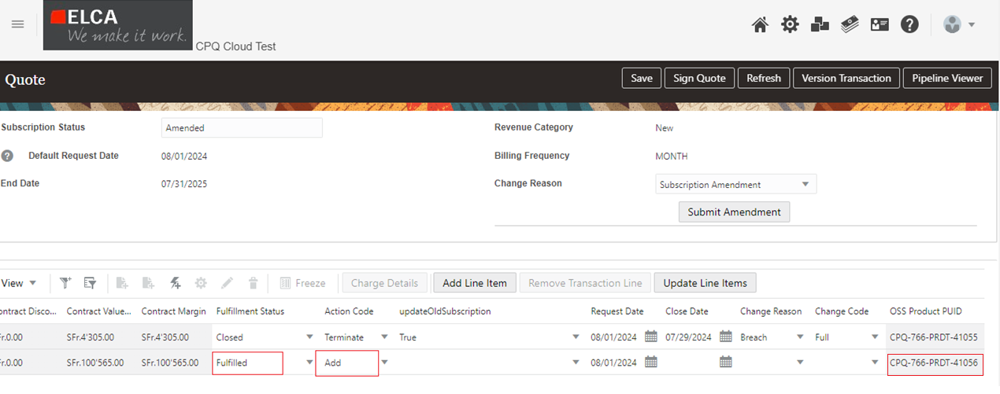 ELCA
We make it work.
CPQ Cloud Test
Quote
Save
Sign Quote
Refresh
Version Transaction
Pipeline Viewer
Subscription Status
Amended
Revenue Category
New
? Default Request Date
08/01/2024
Billing Frequency
MONTH
End Date
07/31/2025
Change Reason
Subscription Amendment
Submit Amendment
View
Freeze
Charge Details
Add Line Item
Remove Transaction Line
Update Line Items
ontract Disco... Contract Value... Contract Margin Fulfillment Status Action Code updateOldSubscription Request Date Close Date Change Reason Change Code OSS Product PUID
Fr.0.00 SFr.4'305.00 SFr.4'305.00 Closed Terminate True 08/01/2024 07/29/2024 Breach Full CPQ-766-PRDT-41055
Fr.0.00 SFr.100'565.00 SFr.100'565.00 Fulfilled Add 08/01/2024 CPQ-766-PRDT-41056